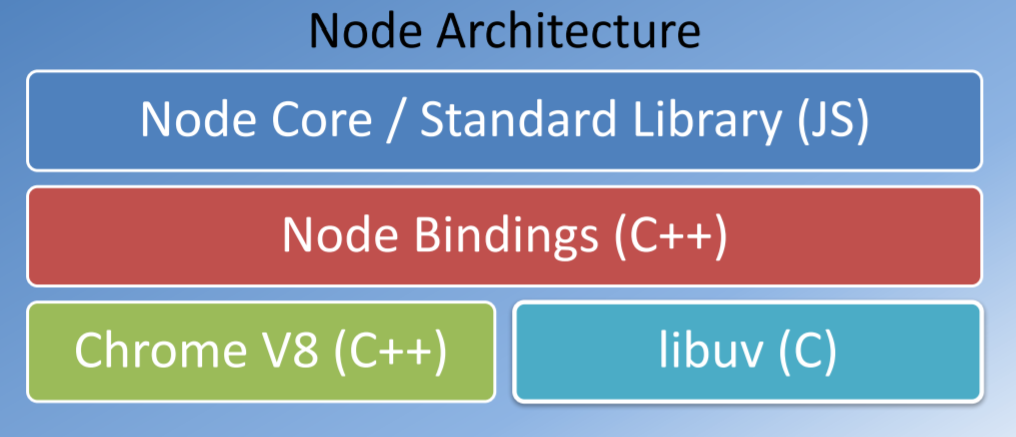 Node Architecture
Node Core / Standard Library (JS)
Node Bindings (C++)
Chrome V8 (C++)
libuv (C)